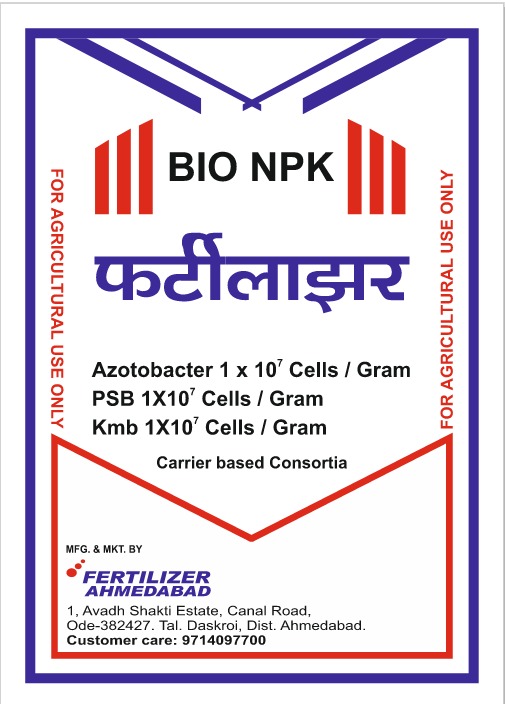 BIO NPK
FOR AGRICULTURAL USE ONLY
FOR AGRICULTURAL USE ONLY
फर्टीलाझर
Azotobacter 1 x 10⁷ Cells / Gram
PSB 1X10⁷ Cells / Gram
Kmb 1X10⁷ Cells / Gram
Carrier based Consortia
MFG. & MKT. BY
FERTILIZER
AHMEDABAD
1, Avadh Shakti Estate, Canal Road,
Ode-382427. Tal. Daskroi, Dist. Ahmedabad.
Customer care: 9714097700